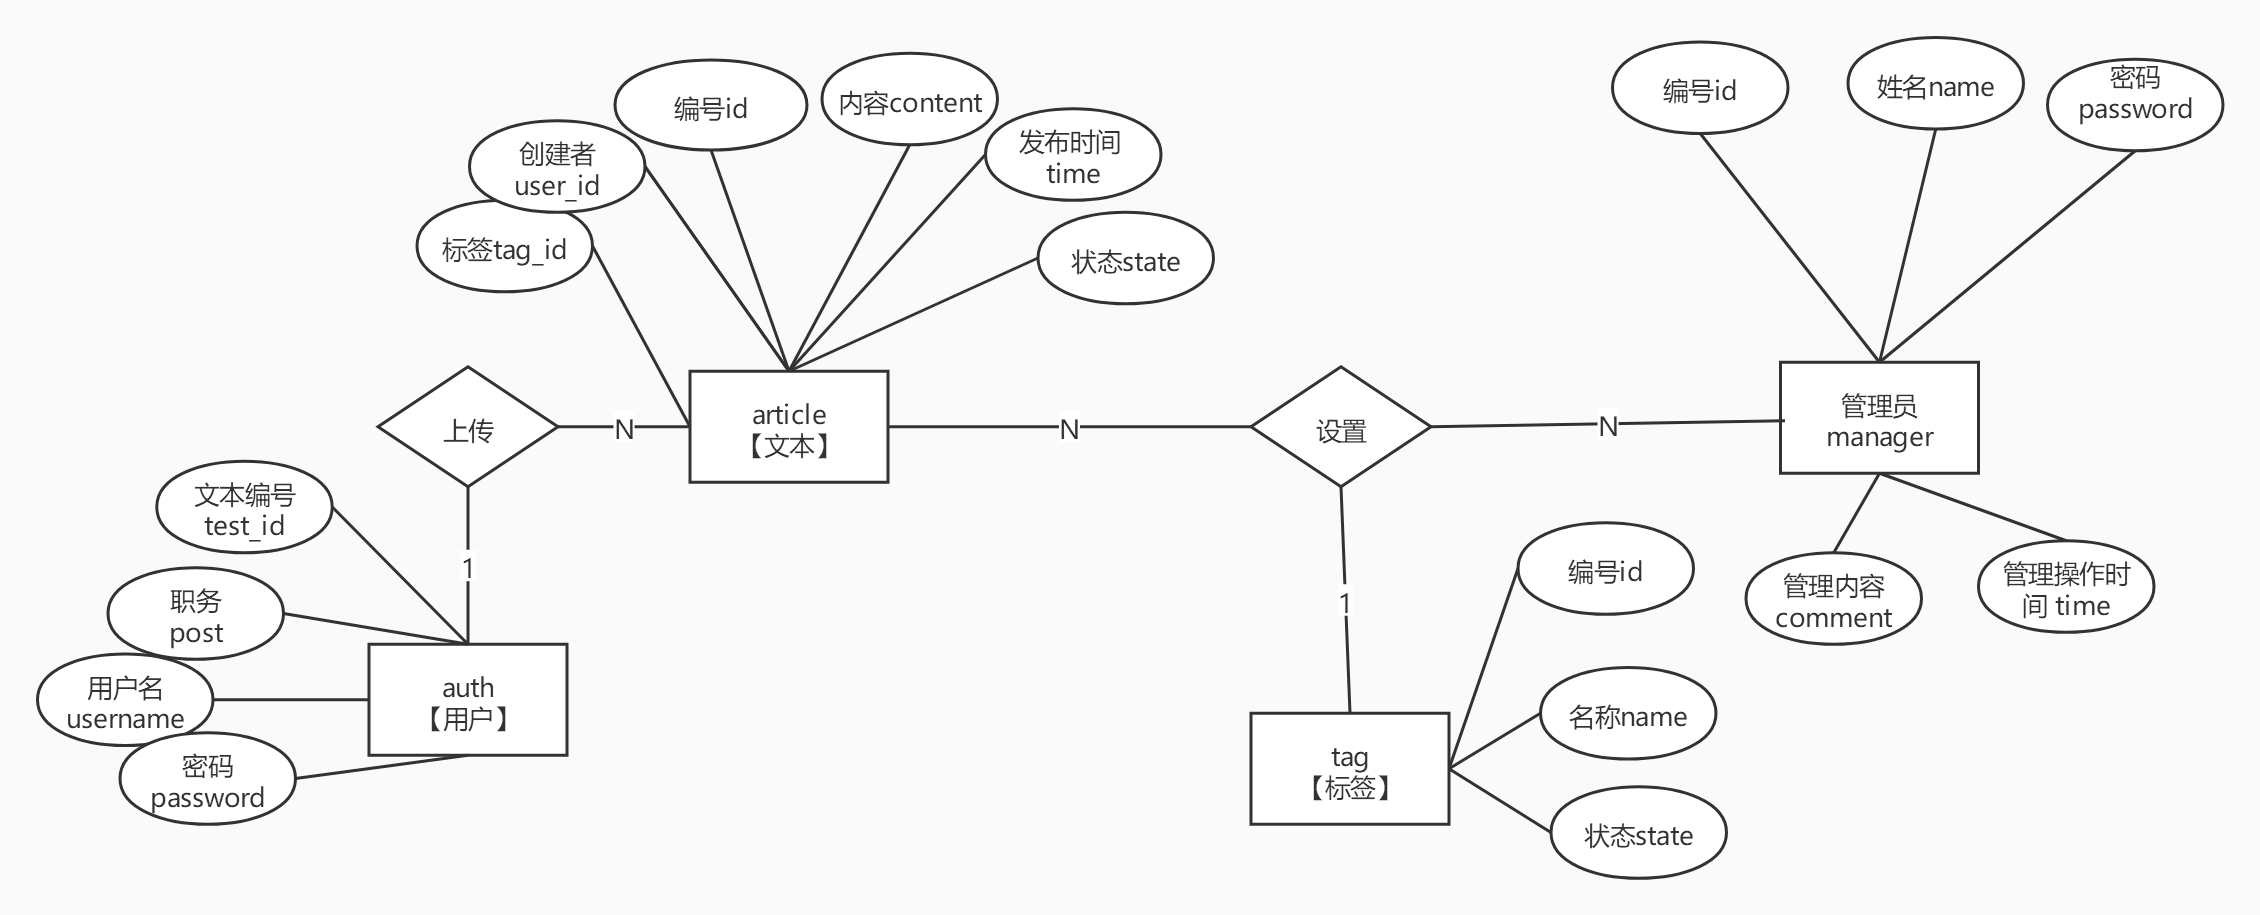 编号id
姓名name
密码
password
编号id
内容content
发布时间
time
创建者
user_id
标签tag_id
状态state
上传
N
article
【文本】
N
设置
N
管理员
manager
文本编号
test_id
1
职务
post
用户名
username
密码
password
auth
【用户】
1
编号id
管理内容
comment
管理操作时
间 time
名称name
tag
【标签】
状态state